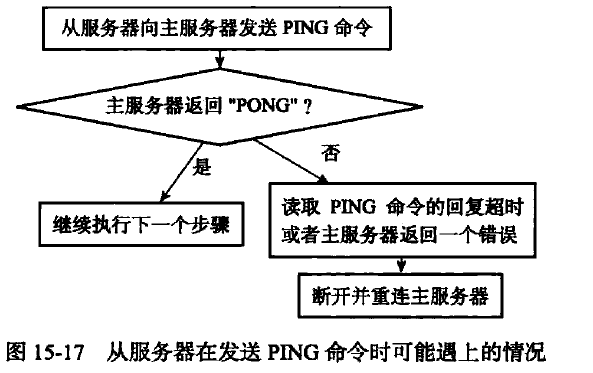 从服务器向主服务器发送 PING 命令
主服务器返回 "PONG" ？
是
否
继续执行下一个步骤
读取 PING 命令的回复超时
或者主服务器返回一个错误
断开并重连主服务器
图 15-17 从服务器在发送 PING 命令时可能遇上的情况